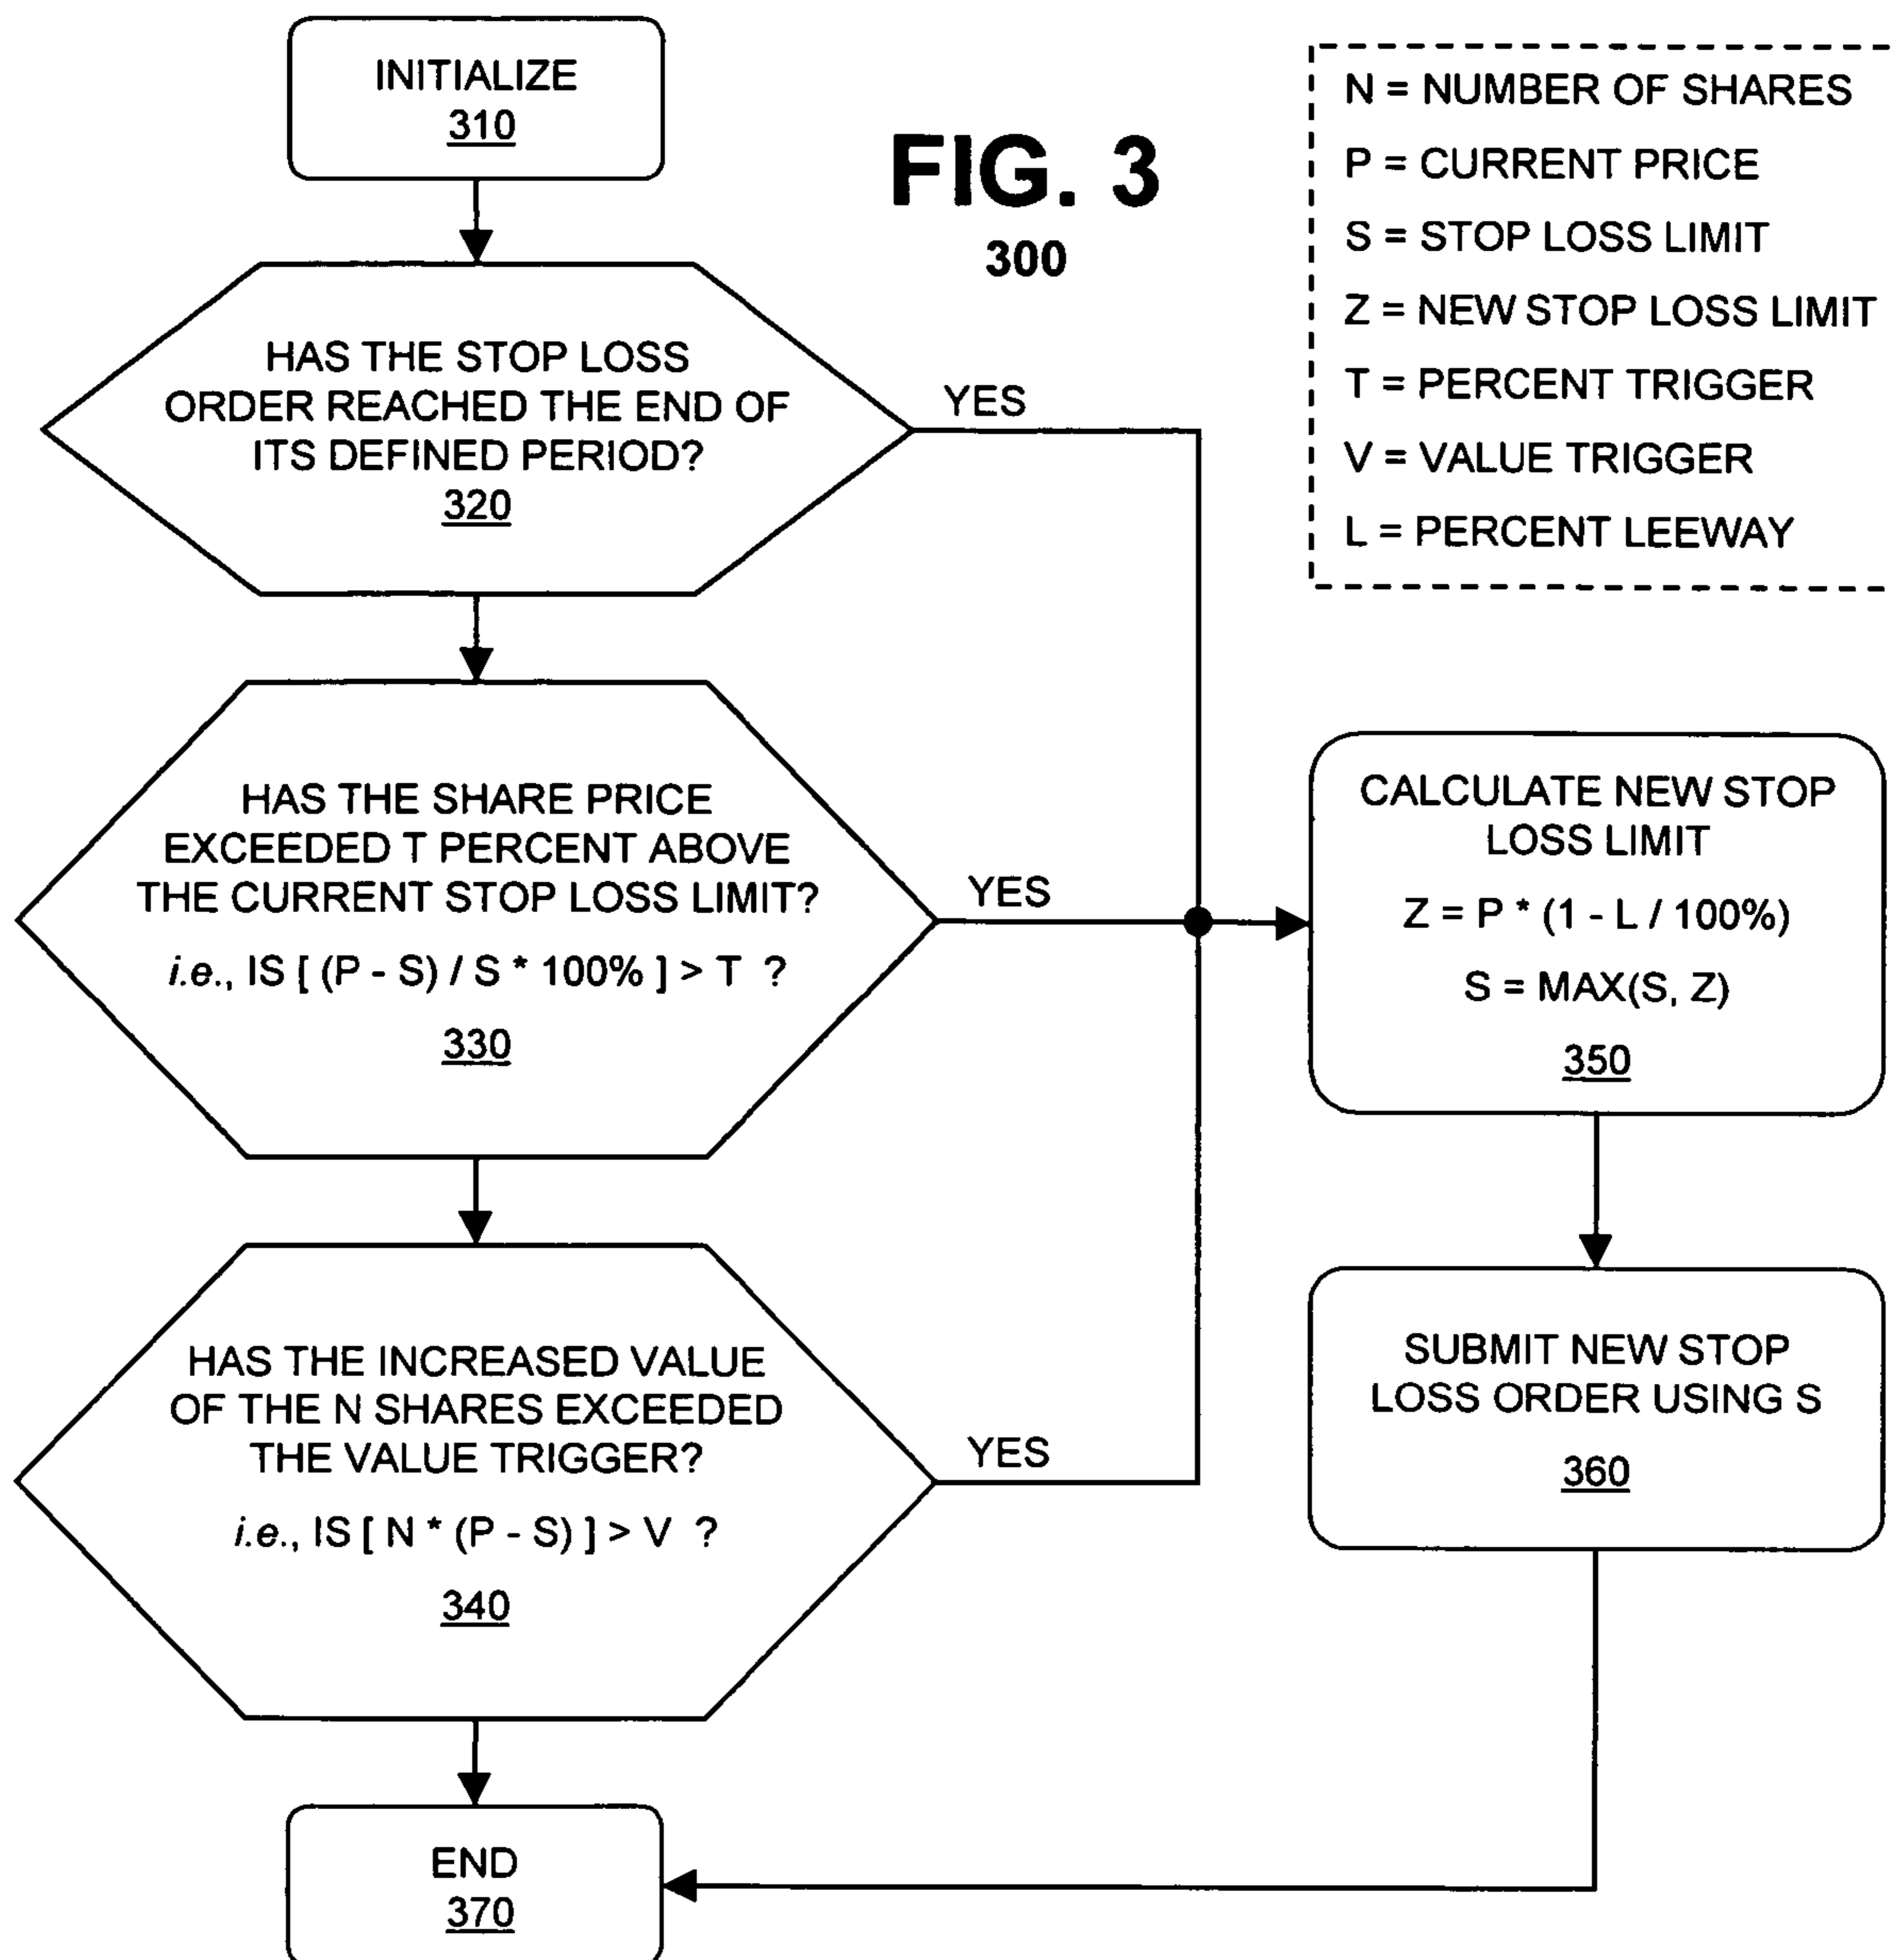 INITIALIZE
310
FIG. 3
300
N = NUMBER OF SHARES
P = CURRENT PRICE
S = STOP LOSS LIMIT
Z = NEW STOP LOSS LIMIT
T = PERCENT TRIGGER
V = VALUE TRIGGER
L = PERCENT LEEWAY
HAS THE STOP LOSS
ORDER REACHED THE END OF
ITS DEFINED PERIOD?
320
YES
HAS THE SHARE PRICE
EXCEEDED T PERCENT ABOVE
THE CURRENT STOP LOSS LIMIT?
i.e., IS [ (P - S) / S * 100% ] > T ?
330
YES
CALCULATE NEW STOP
LOSS LIMIT
Z = P * (1 - L / 100%)
S = MAX(S, Z)
350
HAS THE INCREASED VALUE
OF THE N SHARES EXCEEDED
THE VALUE TRIGGER?
i.e., IS [ N * (P - S) ] > V ?
340
YES
SUBMIT NEW STOP
LOSS ORDER USING S
360
END
370